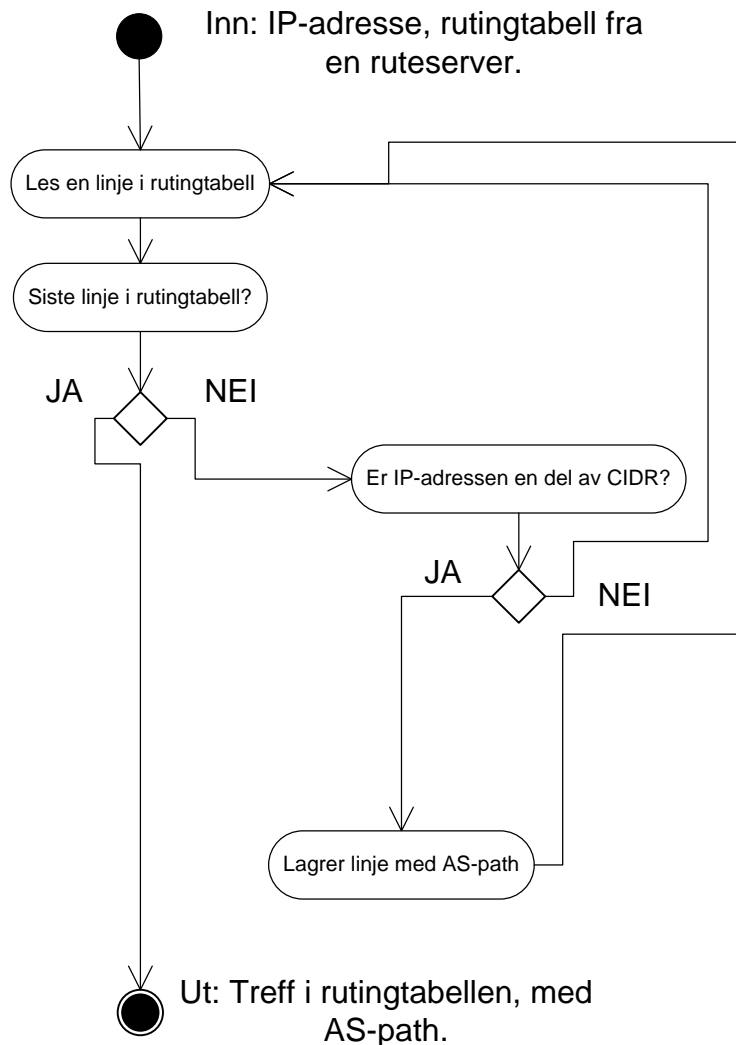 Inn: IP-adresse, rutingtabell fra
en ruteserver.
Les en linje i rutingtabell
Siste linje i rutingtabell?
JA
NEI
Er IP-adressen en del av CIDR?
JA
NEI
Lagrer linje med AS-path
Ut: Treff i rutingtabellen, med
AS-path.